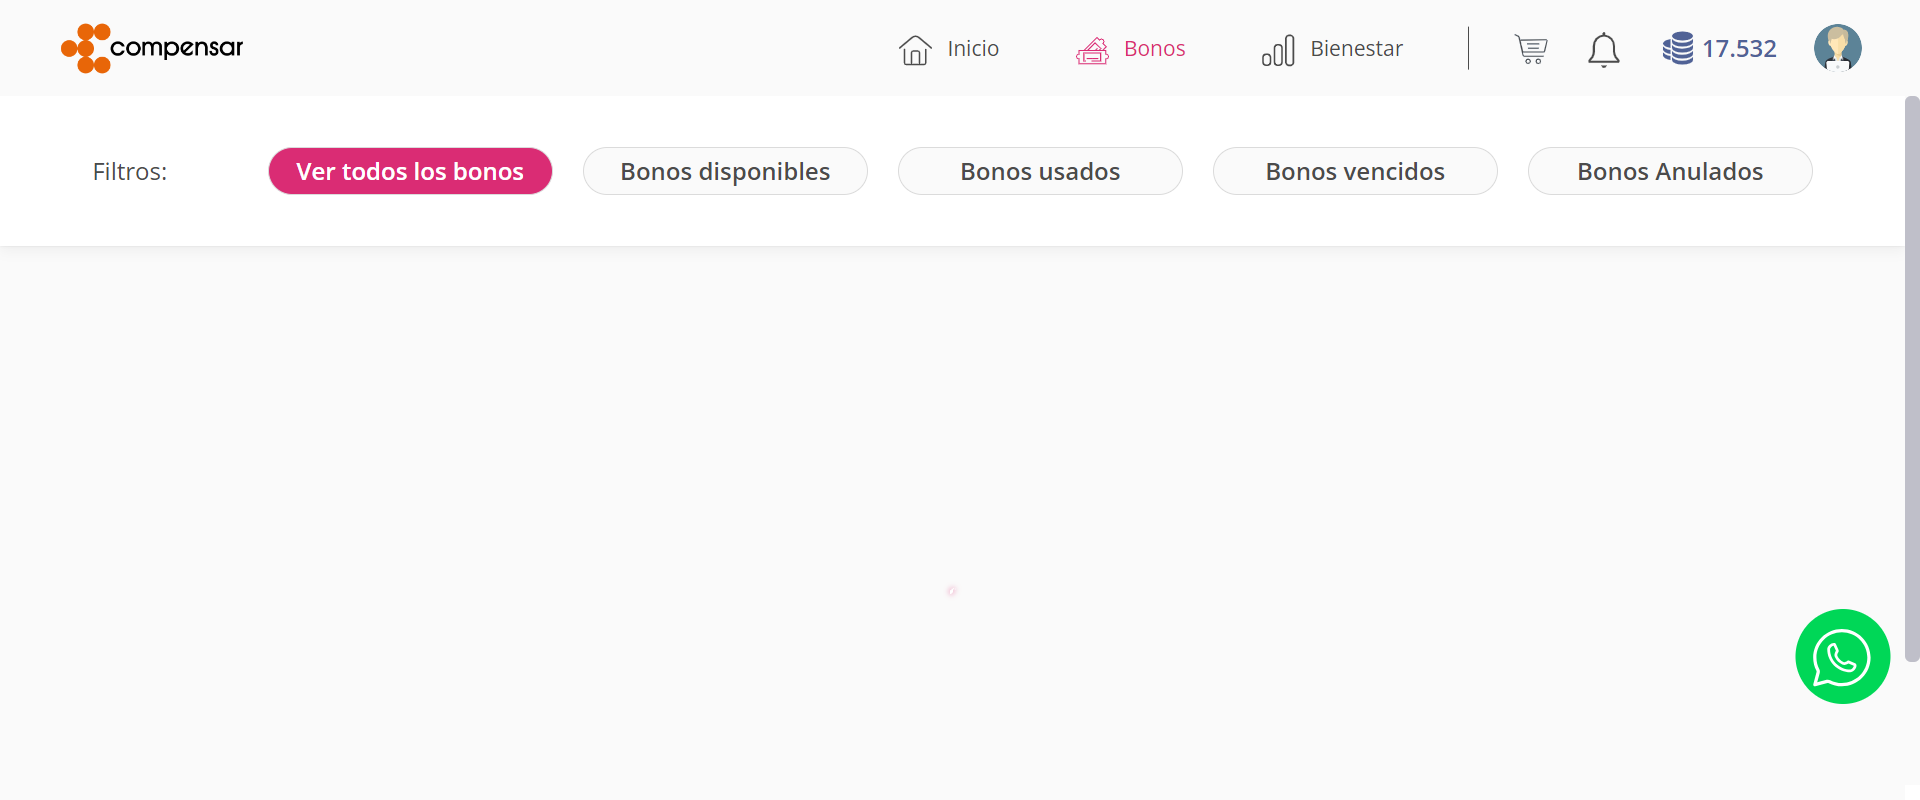 compensar
Inicio
Bonos
Bienestar
17.532
Filtros:
Ver todos los bonos
Bonos disponibles
Bonos usados
Bonos vencidos
Bonos Anulados